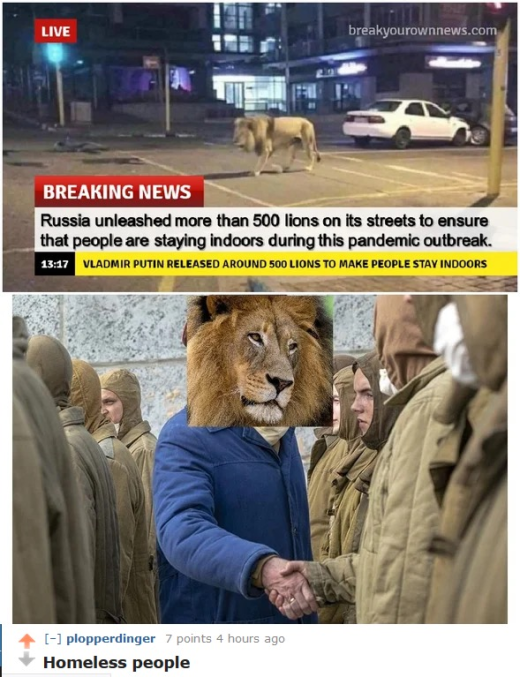 LIVE
breakyourownnews.com
BREAKING NEWS
Russia unleashed more than 500 lions on its streets to ensure
that people are staying indoors during this pandemic outbreak.
13:17 VLADMIR PUTIN RELEASED AROUND 500 LIONS TO MAKE PEOPLE STAY INDOORS
[-] plopperdinger 7 points 4 hours ago
Homeless people